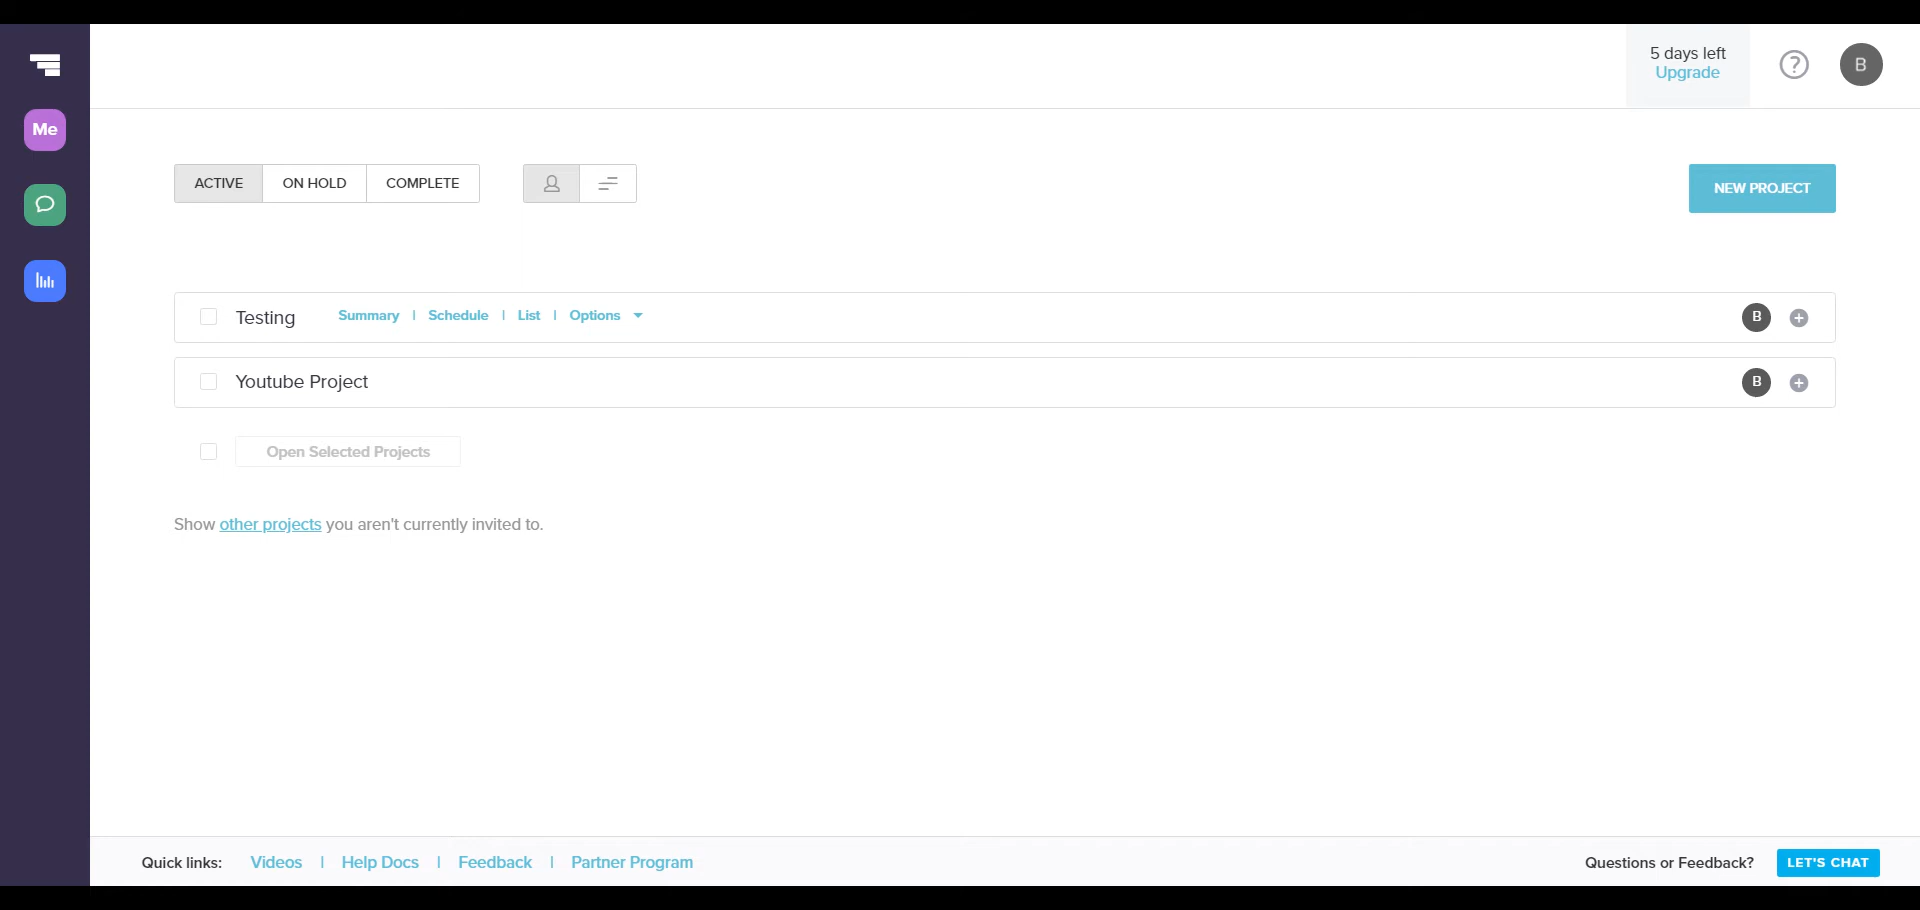 5 days left
Upgrade
B
Me
ACTIVE
ON HOLD
COMPLETE
NEW PROJECT
Testing
Summary | Schedule | List | Options
B
Youtube Project
B
Open Selected Projects
Show other projects you aren't currently invited to.
Quick links: Videos | Help Docs | Feedback | Partner Program
Questions or Feedback?
LET'S CHAT